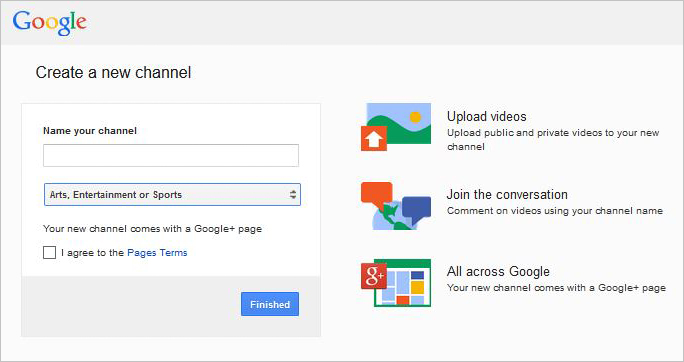 Google
Create a new channel
Name your channel
Arts, Entertainment or Sports
Your new channel comes with a Google+ page
I agree to the Pages Terms
Finished
Upload videos
Upload public and private videos to your new
channel
Join the conversation
Comment on videos using your channel name
g+
All across Google
Your new channel comes with a Google+ page